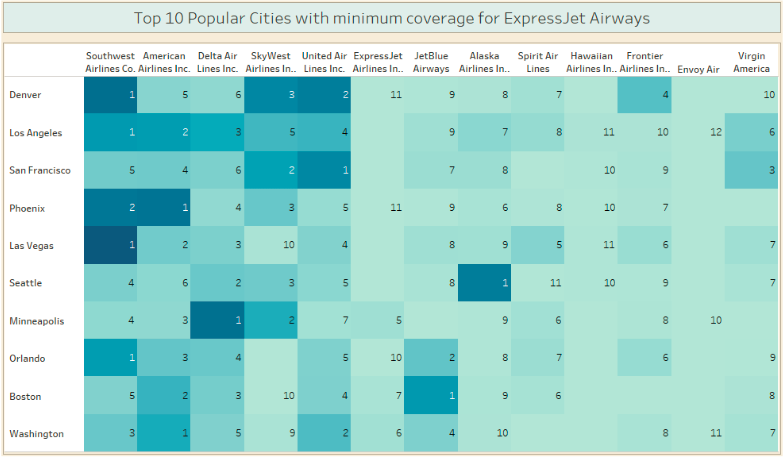 Top 10 Popular Cities with minimum coverage for ExpressJet Airways
Southwest American Delta Air SkyWest United Air ExpressJet JetBlue Alaska Spirit Air Hawaiian Frontier Virgin
Airlines Co. Airlines Inc. Lines Inc. Airlines In.. Lines Inc. Airlines In.. Airways Airlines In.. Lines Airlines In.. Airlines In.. Envoy Air America
Denver 1 5 6 3 2 11 9 8 7 4 10
Los Angeles 1 2 3 5 4 9 7 8 11 10 12 6
San Francisco 5 4 6 2 1 7 8 10 9 3
Phoenix 2 1 4 3 5 11 9 6 8 10 7
Las Vegas 1 2 3 10 4 8 9 5 11 6 7
Seattle 4 6 2 3 5 8 1 11 10 9 7
Minneapolis 4 3 1 2 7 5 9 6 8 10
Orlando 1 3 4 5 10 2 8 7 6 9
Boston 5 2 3 10 4 7 1 9 6 8
Washington 3 1 5 9 2 6 4 10 8 11 7